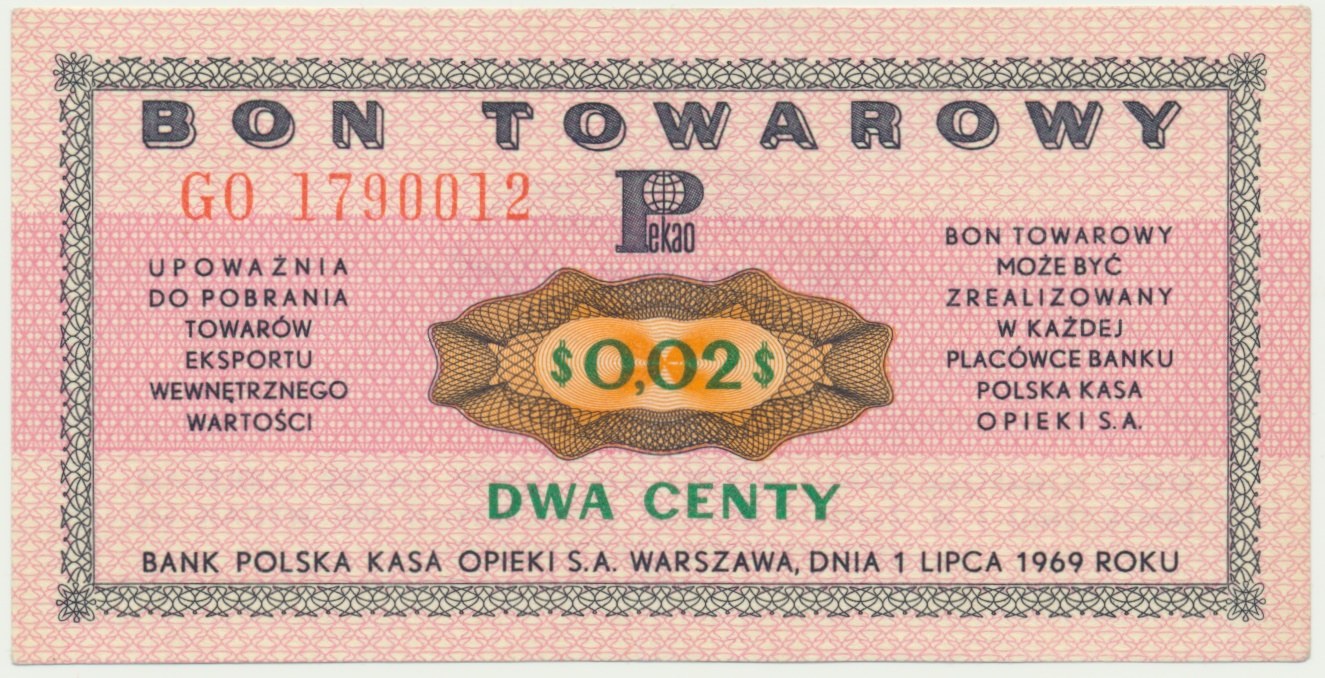 BON TOWAROWY
GO 1790012
Pekao
UPOWAŻNIA
DO POBRANIA
TOWARÓW
EKSPORTU
WEWNĘTRZNEGO
WARTOŚCI
$0,02$
BON TOWAROWY
MOŻE BYĆ
ZREALIZOWANY
W KAŻDEJ
PLACÓWCE BANKU
POLSKA KASA
OPIEKI S.A.
DWA CENTY
BANK POLSKA KASA OPIEKI S.A. WARSZAWA, DNIA 1 LIPCA 1969 ROKU